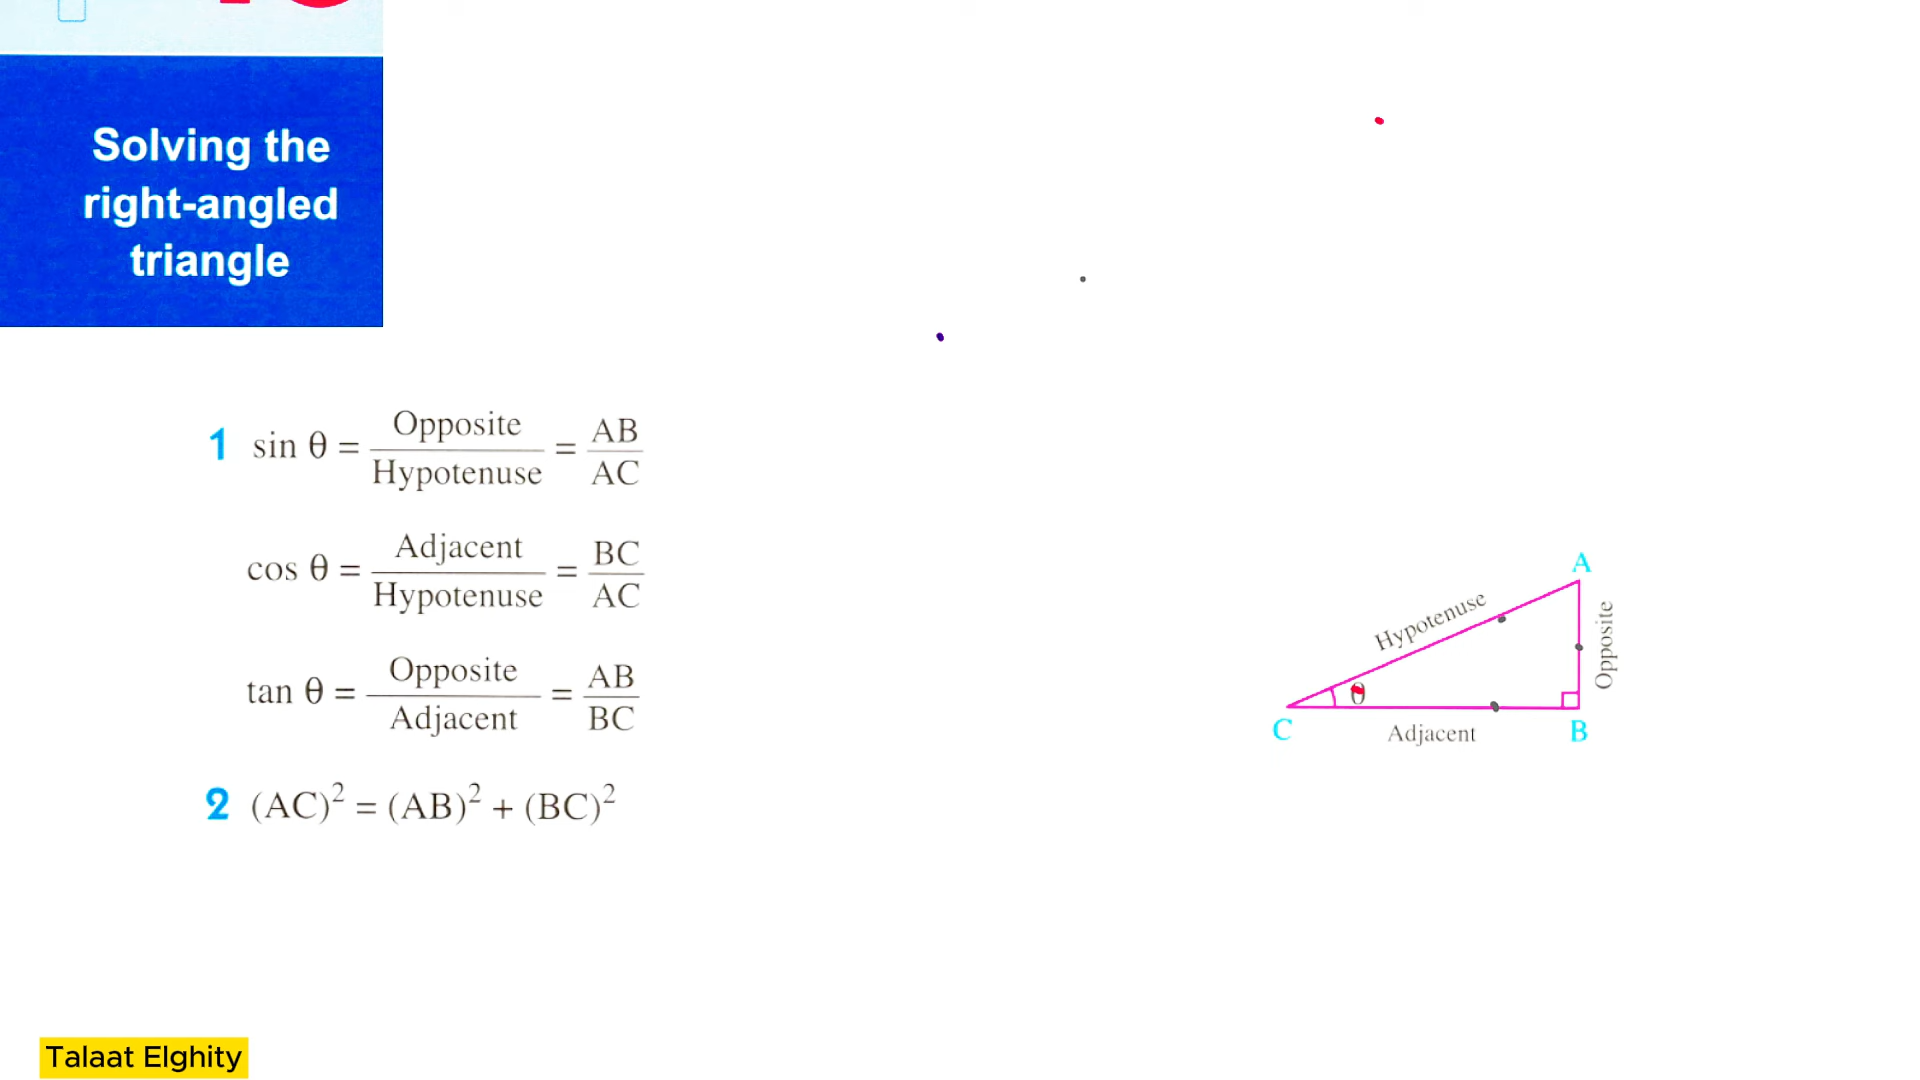 Solving the
right-angled
triangle
1 sin θ = Opposite / Hypotenuse = AB / AC
cos θ = Adjacent / Hypotenuse = BC / AC
tan θ = Opposite / Adjacent = AB / BC
2 (AC)² = (AB)² + (BC)²
A
Hypotenuse
Opposite
θ
C
Adjacent
B
Talaat Elghity